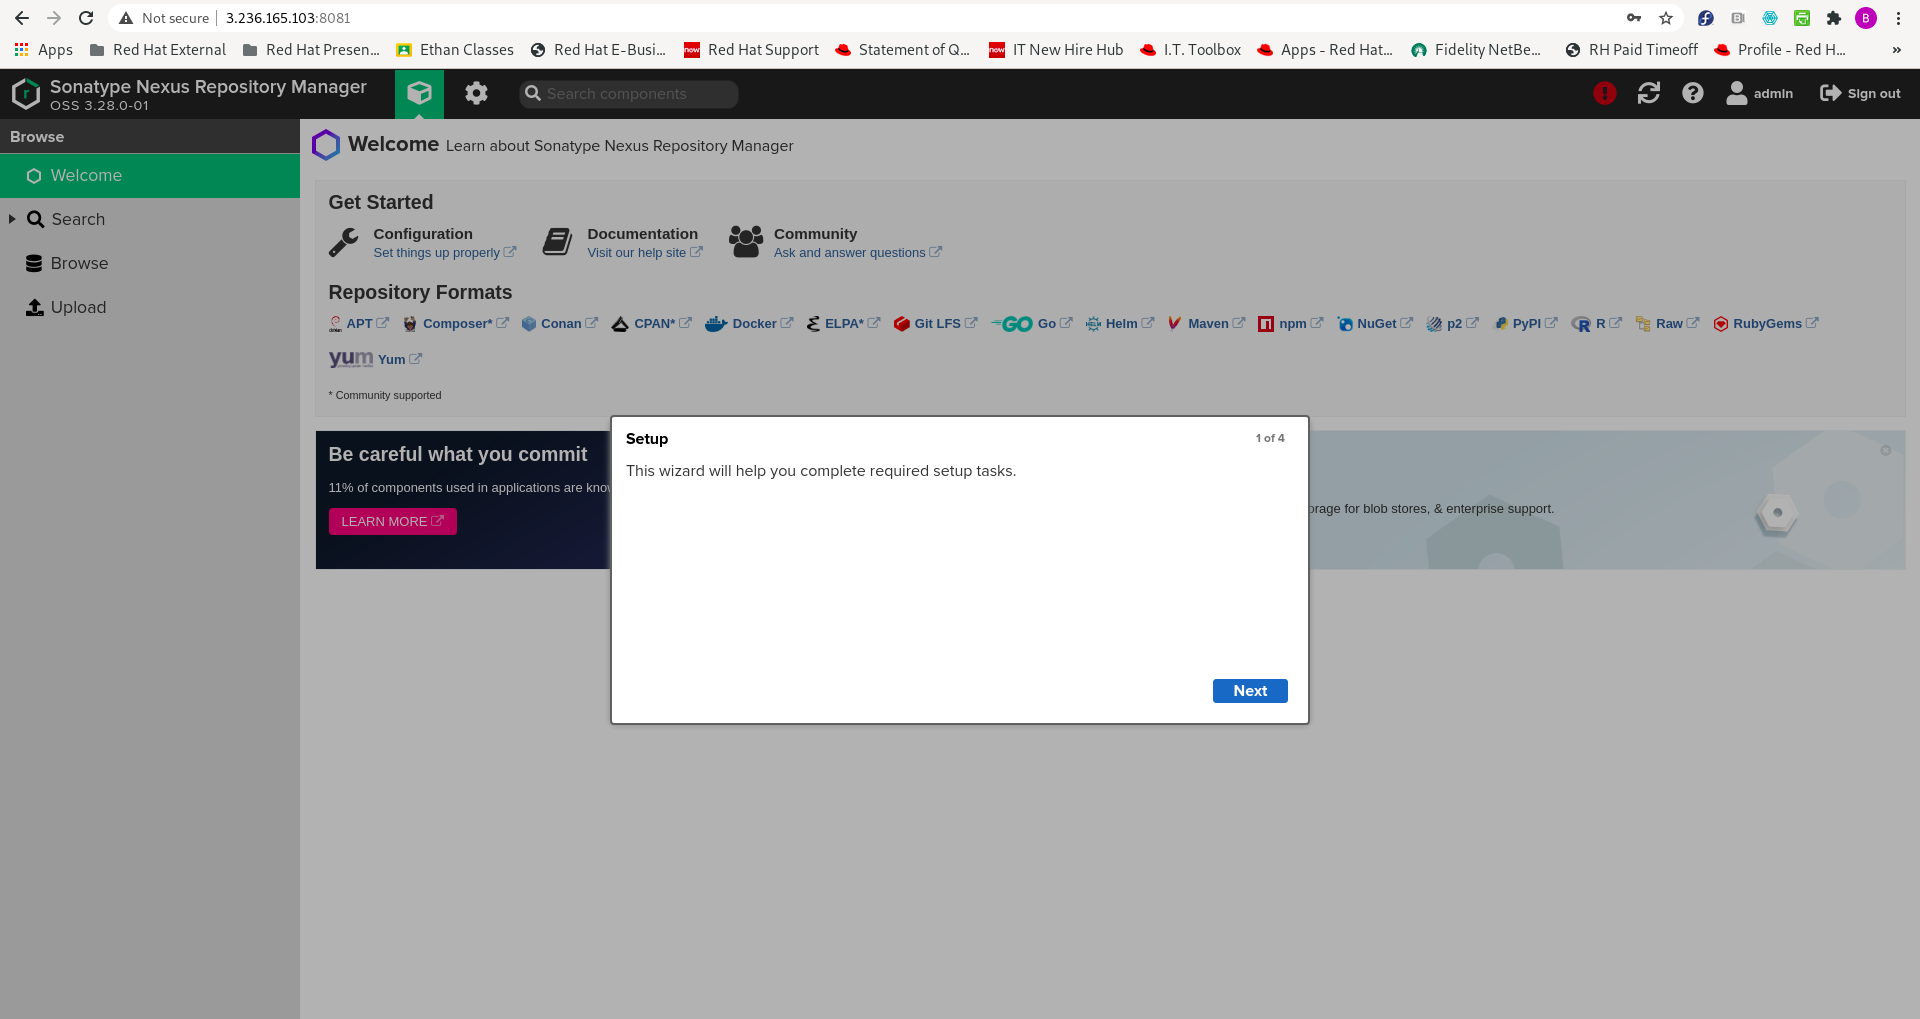 Not secure 3.236.165.103:8081 B
Apps Red Hat External Red Hat Presen... Ethan Classes Red Hat E-Busi... now Red Hat Support Statement of Q... now IT New Hire Hub I.T. Toolbox Apps - Red Hat... Fidelity NetBe... RH Paid Timeoff Profile - Red H... »
Sonatype Nexus Repository Manager
OSS 3.28.0-01
Search components
admin Sign out
Browse
Welcome
Search
Browse
Upload
Welcome Learn about Sonatype Nexus Repository Manager
Get Started
Configuration Documentation Community
Set things up properly Visit our help site Ask and answer questions
Repository Formats
APT Composer* Conan CPAN* Docker ELPA* Git LFS GO Go HELM Helm Maven npm NuGet p2 PyPI R R Raw RubyGems
yum Yum
* Community supported
Be careful what you commit
11% of components used in applications are know
LEARN MORE
orage for blob stores, & enterprise support.
Setup 1 of 4
This wizard will help you complete required setup tasks.
Next